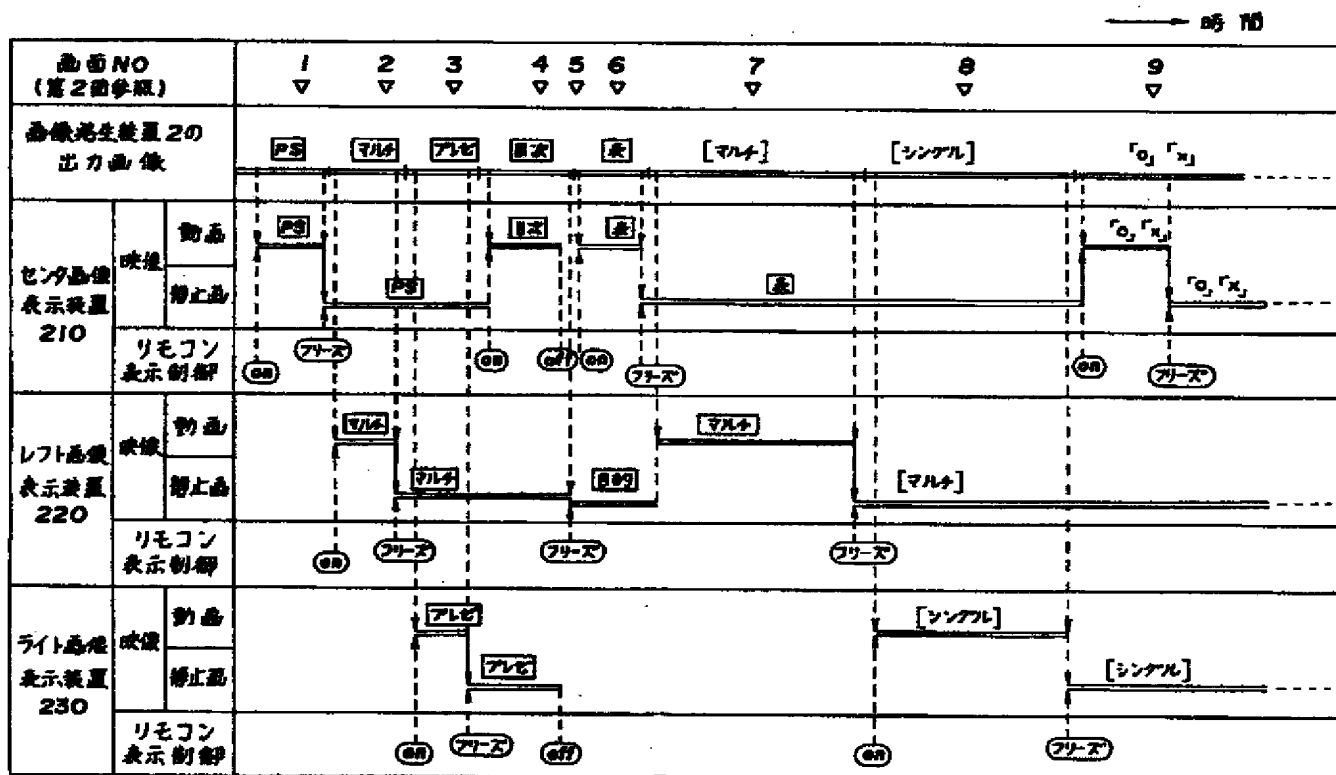 時間
画面NO 1 2 3 4 5 6 7 8 9
(第2図参照)
画像発生装置2の
出力画像
PS マルチ プレゼ 目次 表 [マルチ] [シングル] 「O」「X」
センタ画像
表示装置
210
映像
動画
PS 目次 表 「O」「X」
静止画
PS 表 「O」「X」
リモコン
表示制御
on フリーズ on off on フリーズ on フリーズ
レフト画像
表示装置
220
映像
動画
マルチ マルチ
静止画
マルチ 目的 [マルチ]
リモコン
表示制御
on フリーズ フリーズ フリーズ
ライト画像
表示装置
230
映像
動画
プレゼ [シングル]
静止画
プレゼ [シングル]
リモコン
表示制御
on フリーズ off on フリーズ